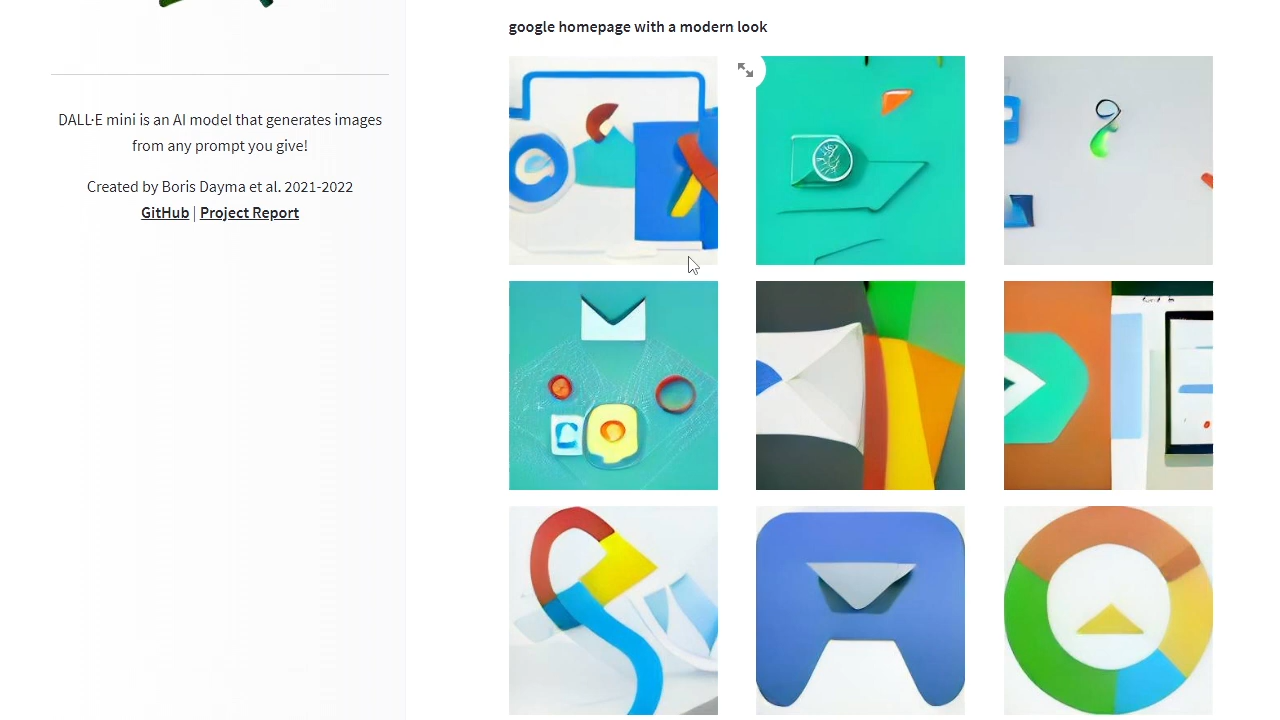 google homepage with a modern look
DALL·E mini is an AI model that generates images
from any prompt you give!
Created by Boris Dayma et al. 2021-2022
GitHub | Project Report